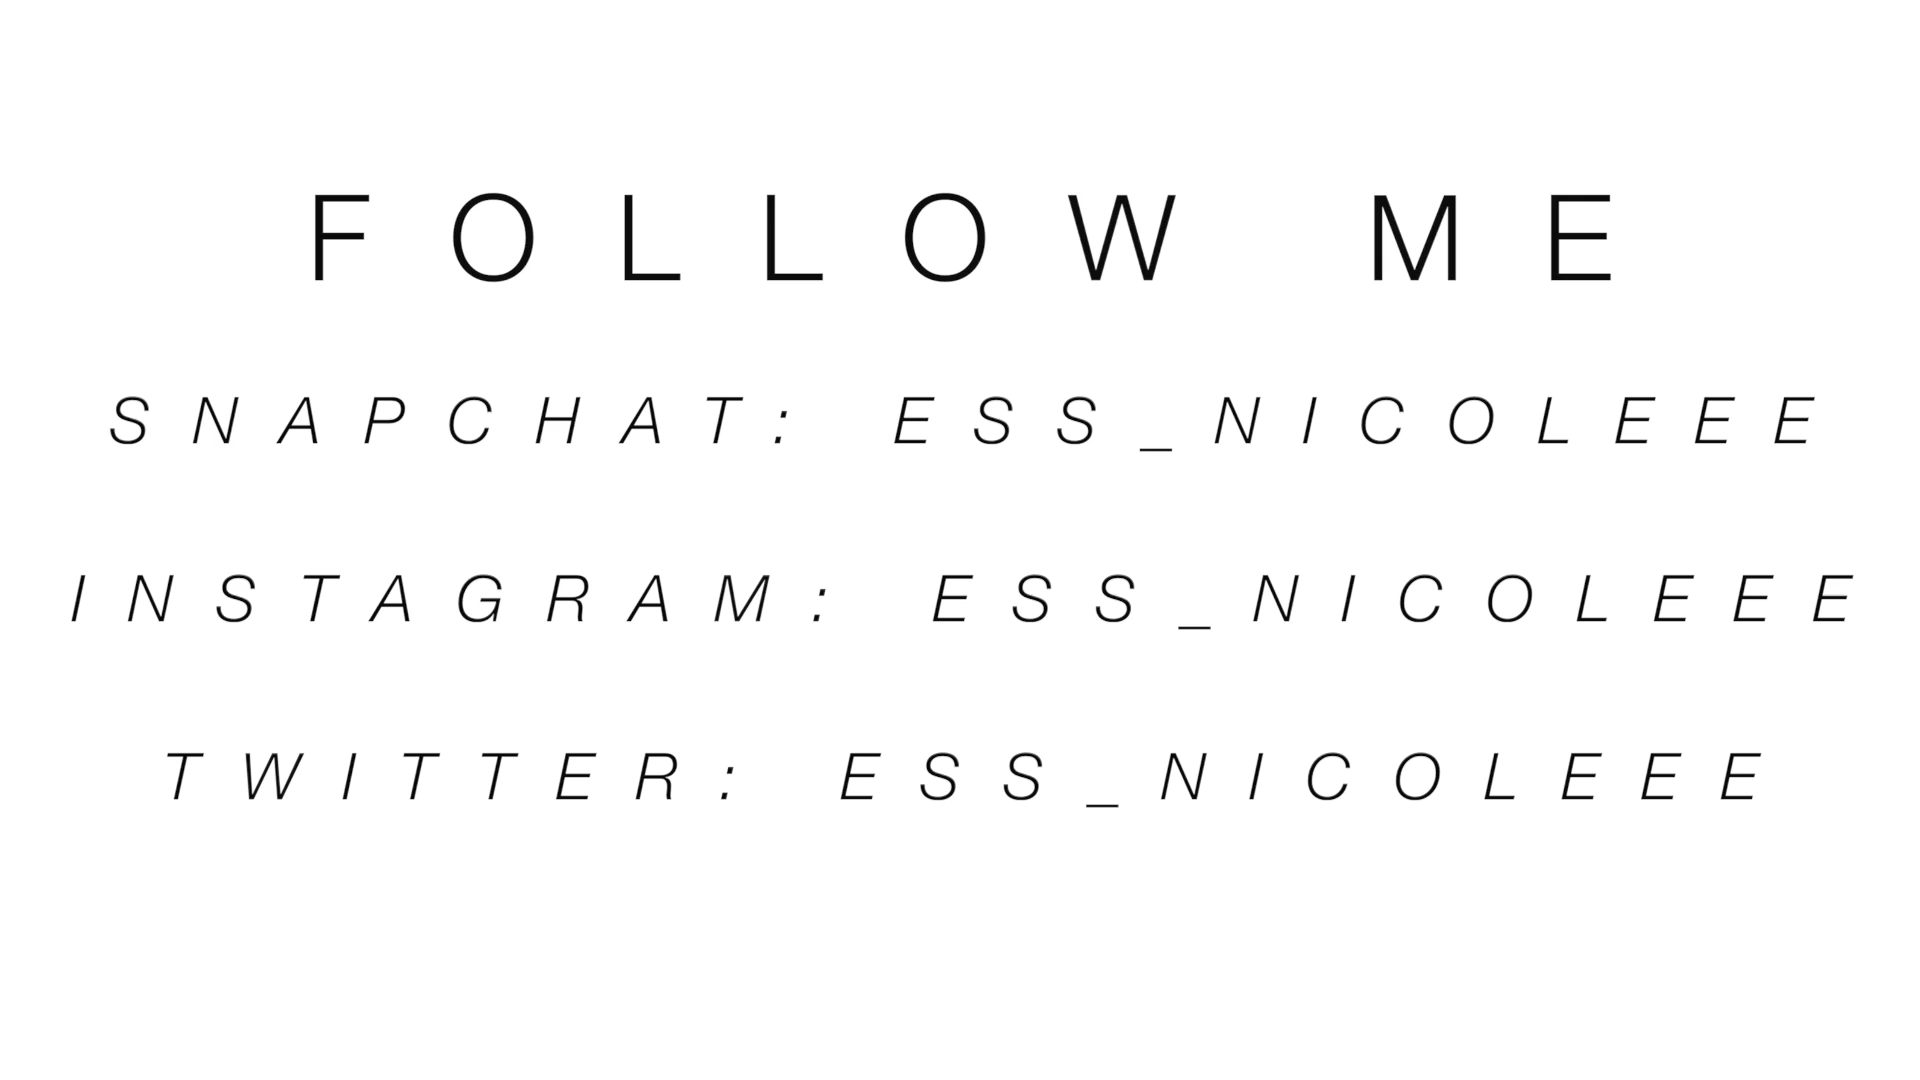 FOLLOW ME
SNAPCHAT: ESS_NICOLEEE
INSTAGRAM: ESS_NICOLEEE
TWITTER: ESS_NICOLEEE